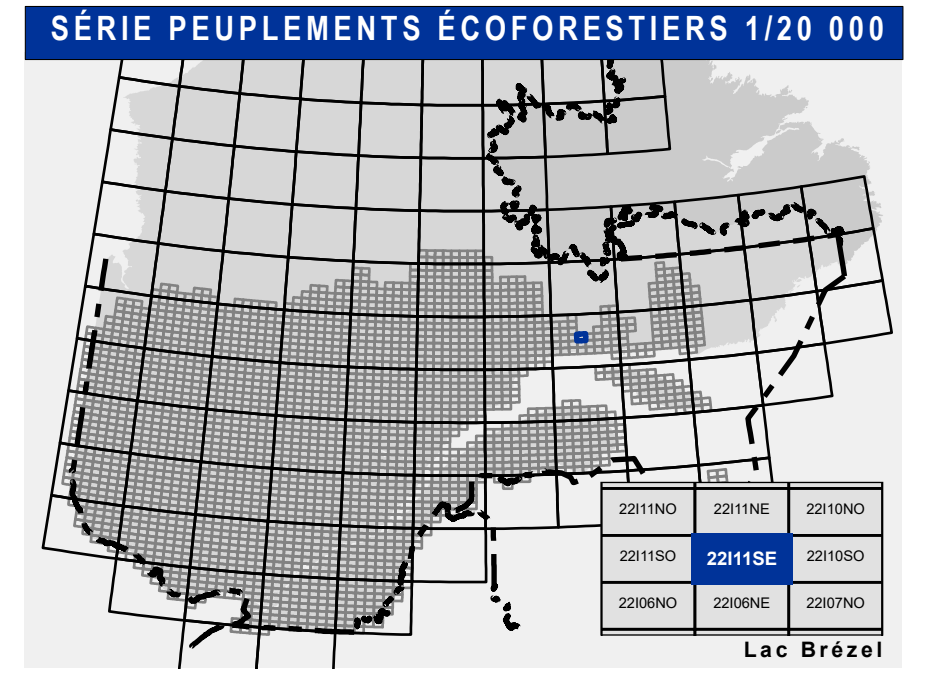 SÉRIE PEUPLEMENTS ÉCOFORESTIERS 1/20 000
22I11NO 22I11NE 22I10NO
22I11SO 22I11SE 22I10SO
22I06NO 22I06NE 22I07NO
Lac Brézel